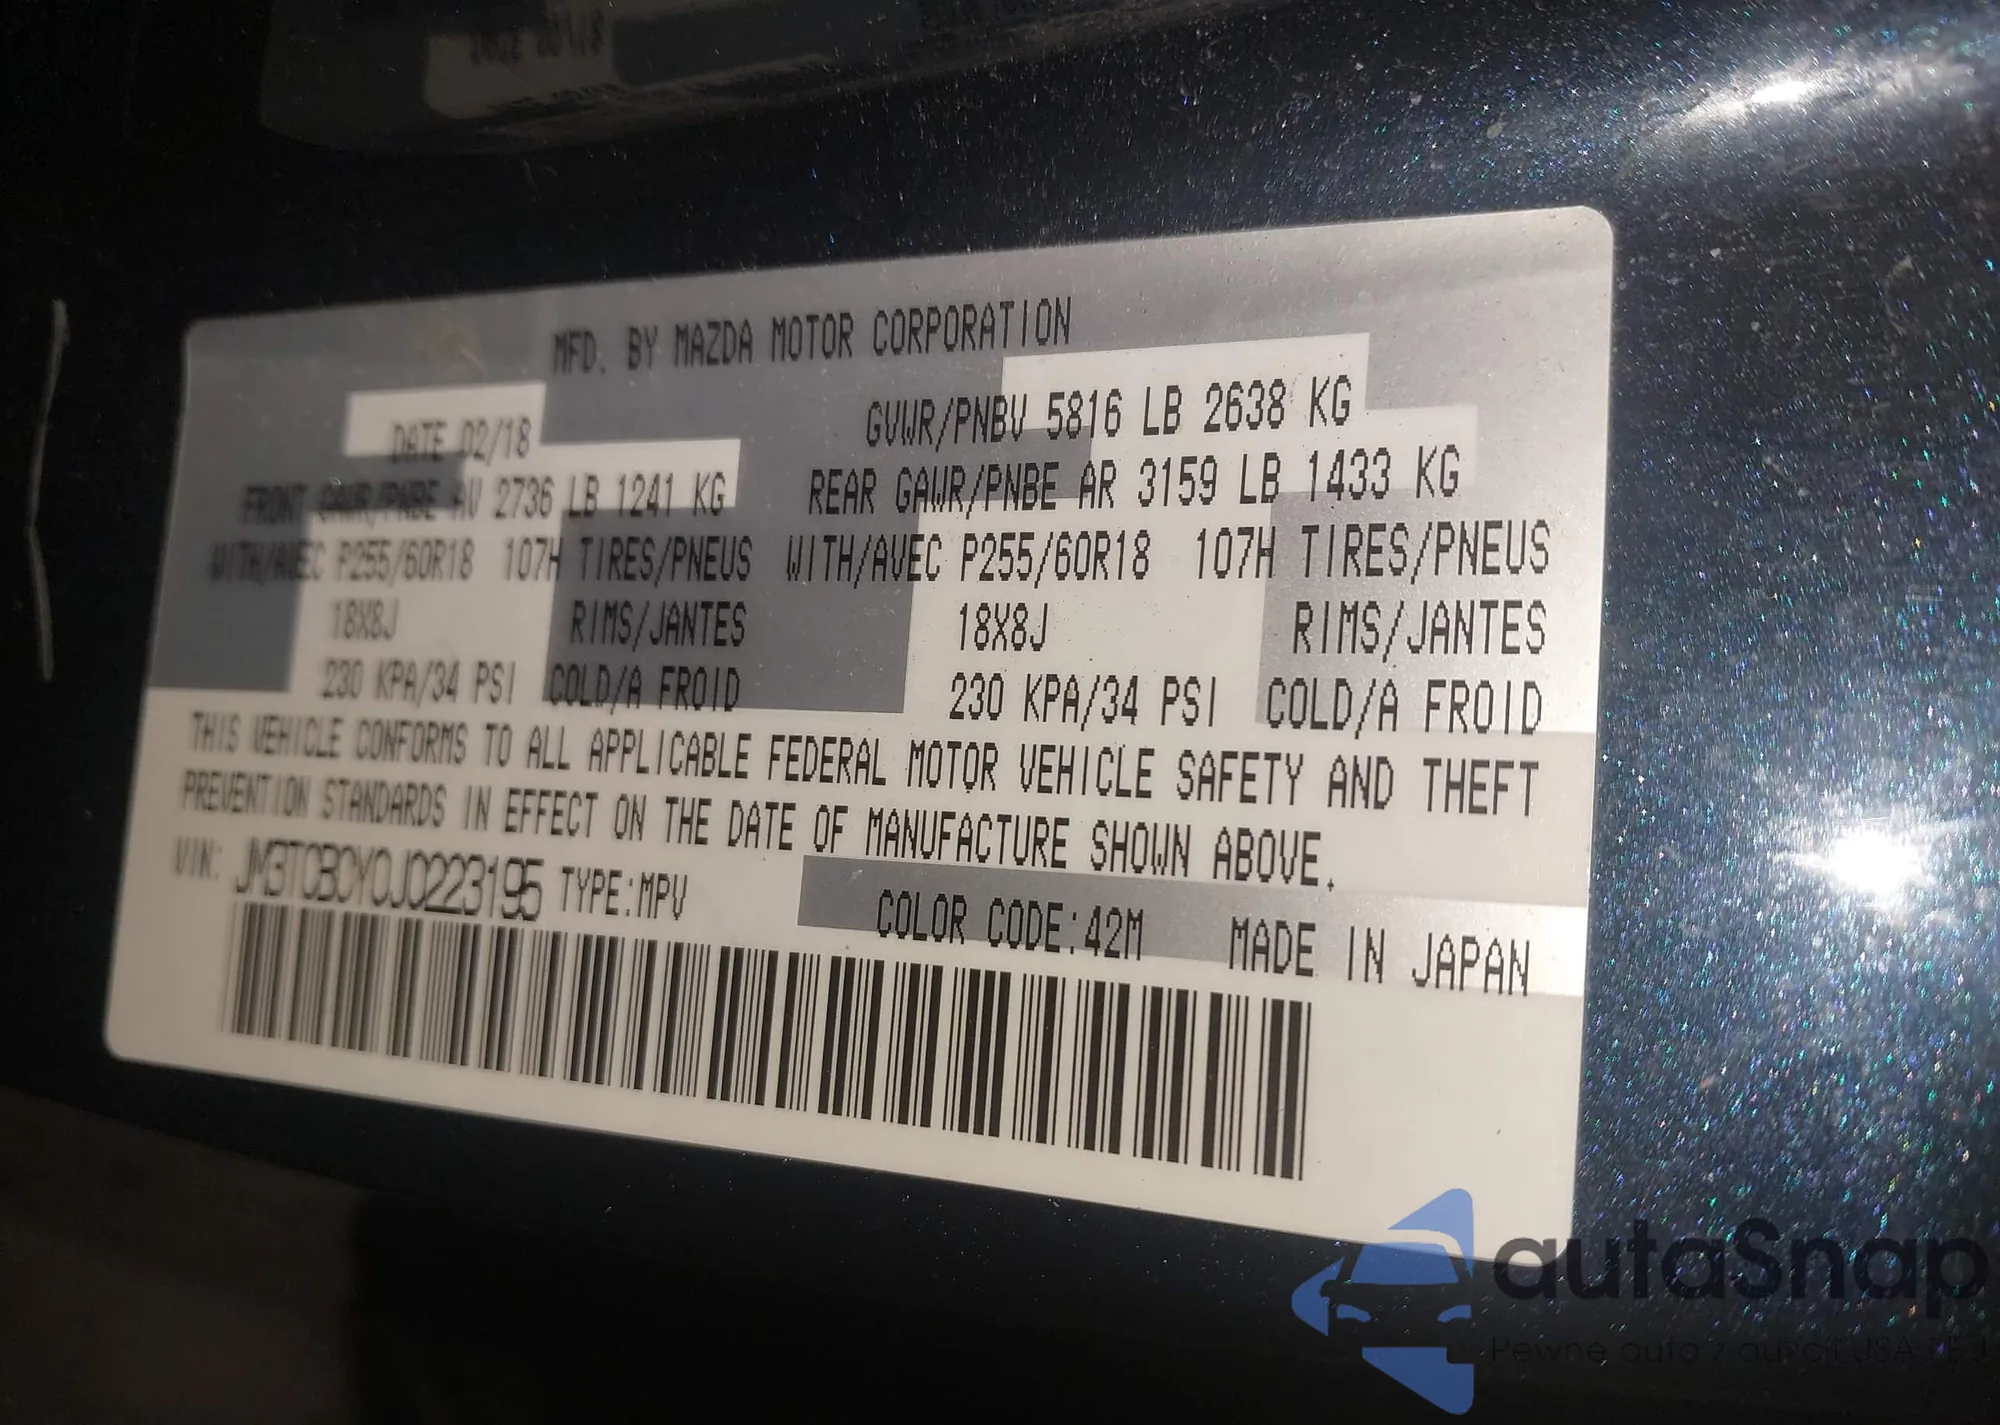 MFD. BY MAZDA MOTOR CORPORATION
DATE 02/18 GVWR/PNBV 5816 LB 2638 KG
FRONT GAWR/PNBE AV 2736 LB 1241 KG REAR GAWR/PNBE AR 3159 LB 1433 KG
WITH/AVEC P255/60R18 107H TIRES/PNEUS WITH/AVEC P255/60R18 107H TIRES/PNEUS
18X8J RIMS/JANTES 18X8J RIMS/JANTES
230 KPA/34 PSI COLD/A FROID 230 KPA/34 PSI COLD/A FROID
THIS VEHICLE CONFORMS TO ALL APPLICABLE FEDERAL MOTOR VEHICLE SAFETY AND THEFT
PREVENTION STANDARDS IN EFFECT ON THE DATE OF MANUFACTURE SHOWN ABOVE.
VIN: JM3TCBCY0J0223195 TYPE:MPV COLOR CODE:42M MADE IN JAPAN
autaSnap
Pewne auta z aukcji USA i EU